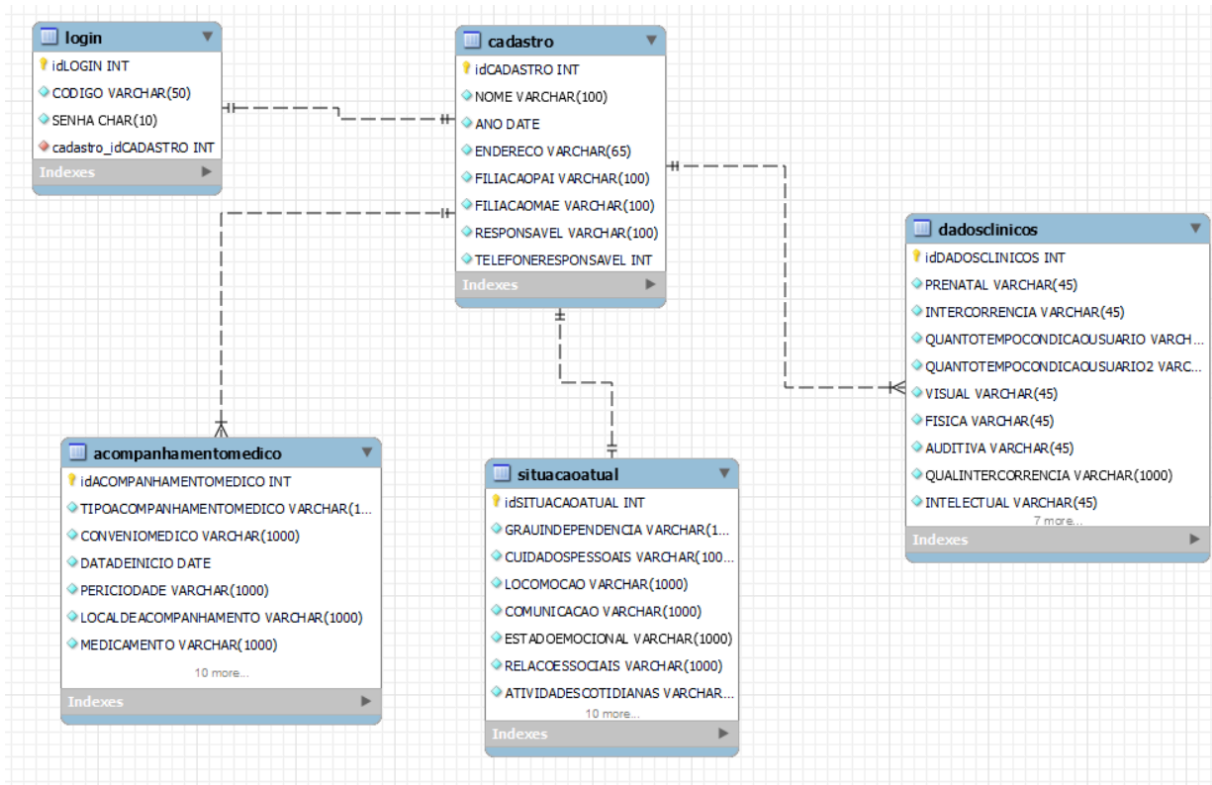 login
idLOGIN INT
CODIGO VARCHAR(50)
SENHA CHAR(10)
cadastro_idCADASTRO INT
Indexes
cadastro
idCADASTRO INT
NOME VARCHAR(100)
ANO DATE
ENDERECO VARCHAR(65)
FILIACAOPAI VARCHAR(100)
FILIACAOMAE VARCHAR(100)
RESPONSAVEL VARCHAR(100)
TELEFONERESPONSAVEL INT
Indexes
dadosclinicos
idDADOSCLINICOS INT
PRENATAL VARCHAR(45)
INTERCORRENCIA VARCHAR(45)
QUANTOTEMPOCONDICAOUSUARIO VARCH...
QUANTOTEMPOCONDICAOUSUARIO2 VARC...
VISUAL VARCHAR(45)
FISICA VARCHAR(45)
AUDITIVA VARCHAR(45)
QUALINTERCORRENCIA VARCHAR(1000)
INTELECTUAL VARCHAR(45)
7 more...
Indexes
acompanhamentomedico
idACOMPANHAMENTOMEDICO INT
TIPOACOMPANHAMENTOMEDICO VARCHAR(1...
CONVENIOMEDICO VARCHAR(1000)
DATADEINICIO DATE
PERICIODADE VARCHAR(1000)
LOCALDEACOMPANHAMENTO VARCHAR(1000)
MEDICAMENTO VARCHAR(1000)
10 more...
Indexes
situacaoatual
idSITUACAOATUAL INT
GRAUINDEPENDENCIA VARCHAR(1...
CUIDADOSPESSOAIS VARCHAR(100...
LOCOMOCAO VARCHAR(1000)
COMUNICACAO VARCHAR(1000)
ESTADOEMOCIONAL VARCHAR(1000)
RELACOESSOCIAIS VARCHAR(1000)
ATIVIDADESCOTIDIANAS VARCHAR...
10 more...
Indexes